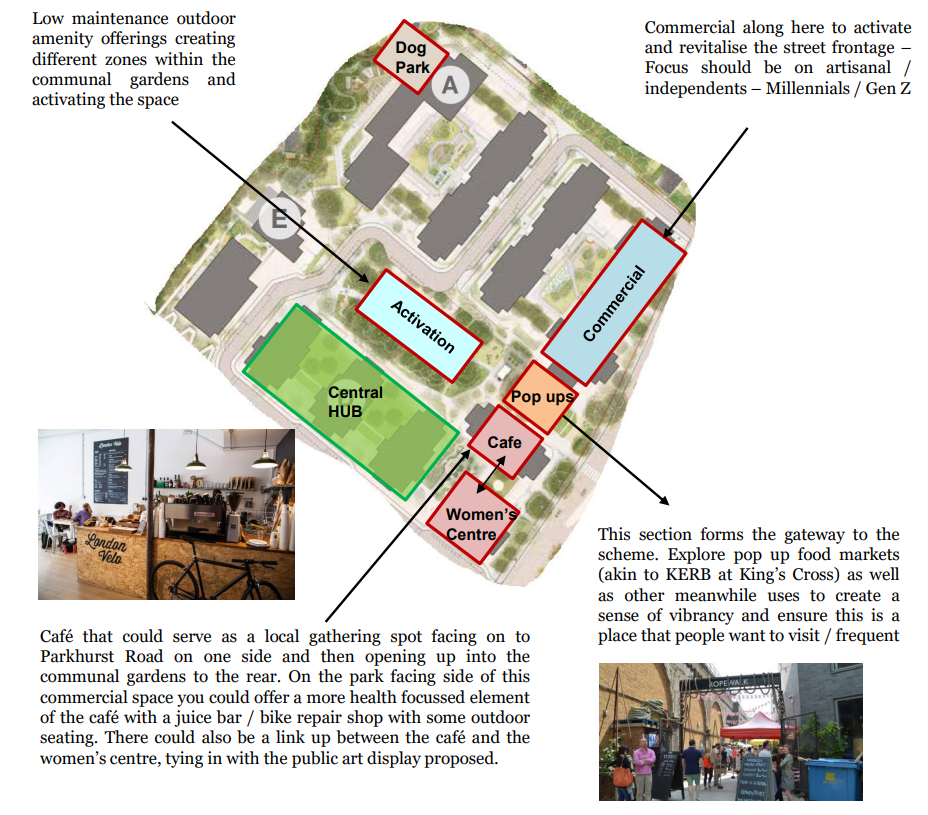 Low maintenance outdoor
amenity offerings creating
different zones within the
communal gardens and
activating the space
Commercial along here to activate
and revitalise the street frontage –
Focus should be on artisanal /
independents – Millennials / Gen Z
Dog
Park
A
E
Activation
Commercial
Central
HUB
Pop ups
Cafe
Women's
Centre
London
Velo
This section forms the gateway to the
scheme. Explore pop up food markets
(akin to KERB at King's Cross) as well
as other meanwhile uses to create a
sense of vibrancy and ensure this is a
place that people want to visit / frequent
Café that could serve as a local gathering spot facing on to
Parkhurst Road on one side and then opening up into the
communal gardens to the rear. On the park facing side of this
commercial space you could offer a more health focussed element
of the café with a juice bar / bike repair shop with some outdoor
seating. There could also be a link up between the café and the
women's centre, tying in with the public art display proposed.
ROPEWALK